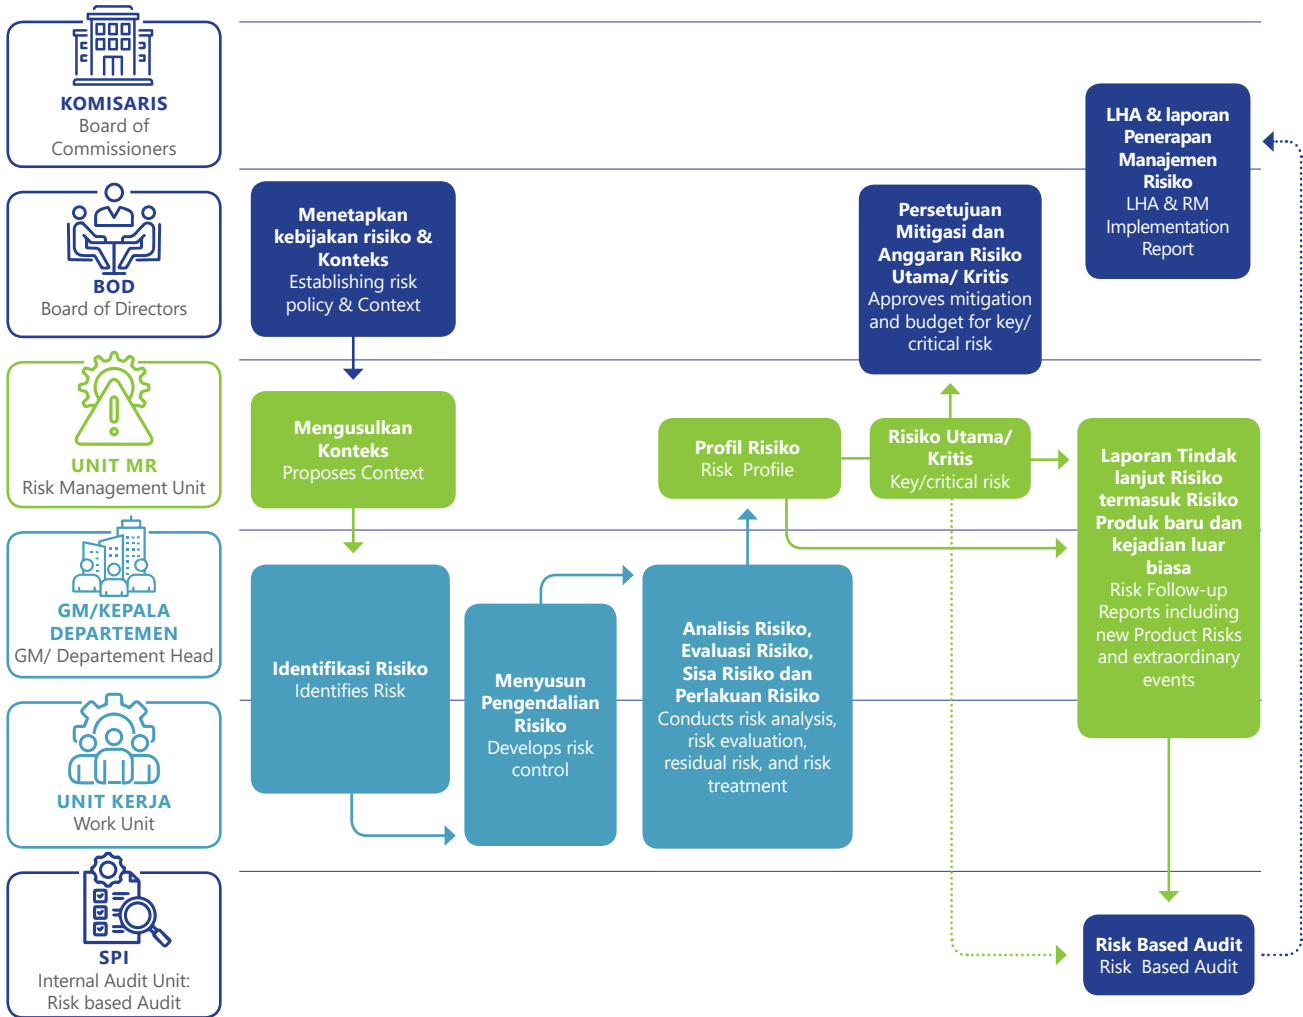 KOMISARIS
Board of
Commissioners
BOD
Board of Directors
UNIT MR
Risk Management Unit
GM/KEPALA
DEPARTEMEN
GM/ Departement Head
UNIT KERJA
Work Unit
SPI
Internal Audit Unit:
Risk based Audit
Menetapkan
kebijakan risiko &
Konteks
Establishing risk
policy & Context
Mengusulkan
Konteks
Proposes Context
Identifikasi Risiko
Identifies Risk
Menyusun
Pengendalian
Risiko
Develops risk
control
Analisis Risiko,
Evaluasi Risiko,
Sisa Risiko dan
Perlakuan Risiko
Conducts risk analysis,
risk evaluation,
residual risk, and risk
treatment
Profil Risiko
Risk Profile
Risiko Utama/
Kritis
Key/critical risk
Persetujuan
Mitigasi dan
Anggaran Risiko
Utama/ Kritis
Approves mitigation
and budget for key/
critical risk
LHA & laporan
Penerapan
Manajemen
Risiko
LHA & RM
Implementation
Report
Laporan Tindak
lanjut Risiko
termasuk Risiko
Produk baru dan
kejadian luar
biasa
Risk Follow-up
Reports including
new Product Risks
and extraordinary
events
Risk Based Audit
Risk Based Audit